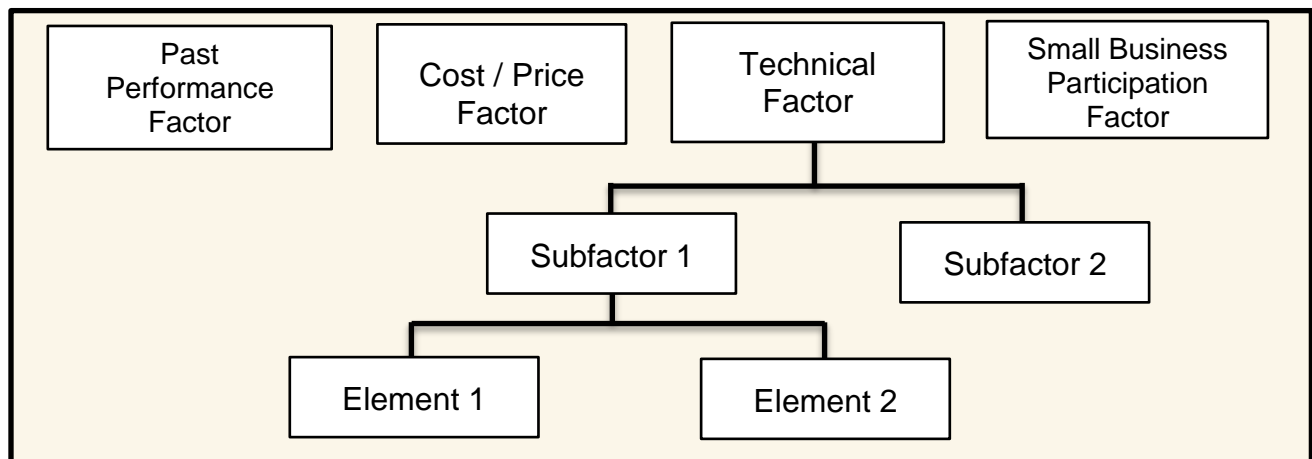 Past
Performance
Factor
Cost / Price
Factor
Technical
Factor
Small Business
Participation
Factor
Subfactor 1
Subfactor 2
Element 1
Element 2